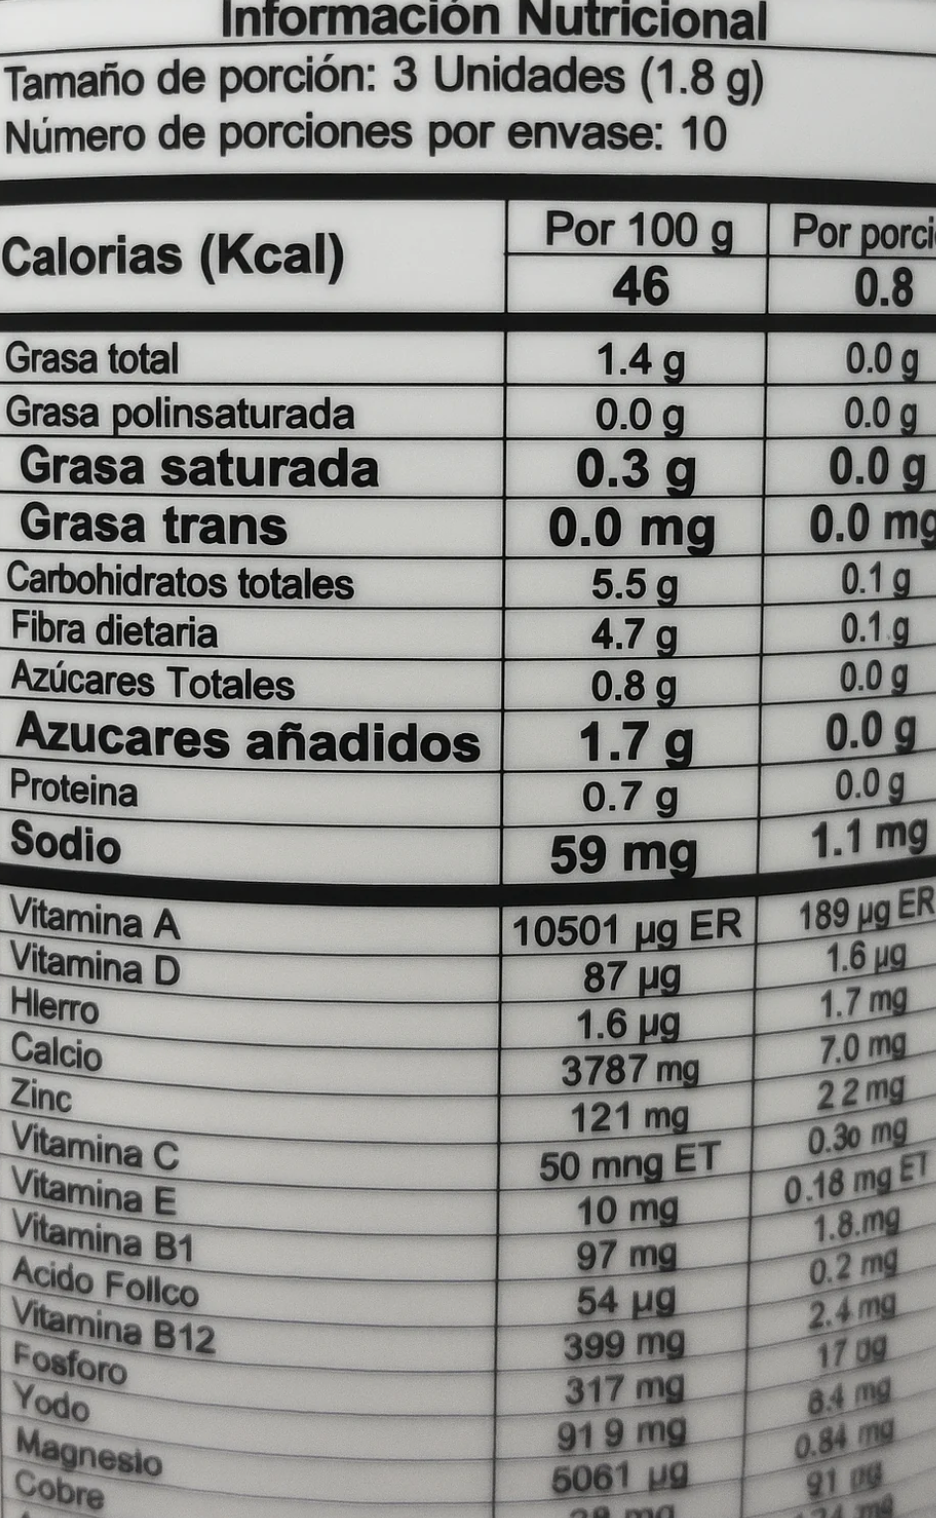 Información Nutricional
Tamaño de porción: 3 Unidades (1.8 g)
Número de porciones por envase: 10
Calorias (Kcal) Por 100 g Por porci
46 0.8
Grasa total 1.4 g 0.0 g
Grasa polinsaturada 0.0 g 0.0 g
Grasa saturada 0.3 g 0.0 g
Grasa trans 0.0 mg 0.0 mg
Carbohidratos totales 5.5 g 0.1 g
Fibra dietaria 4.7 g 0.1 g
Azúcares Totales 0.8 g 0.0 g
Azucares añadidos 1.7 g 0.0 g
Proteina 0.7 g 0.0 g
Sodio 59 mg 1.1 mg
Vitamina A 10501 µg ER 189 µg ER
Vitamina D 87 µg 1.6 µg
Hlerro 1.6 µg 1.7 mg
Calcio 3787 mg 7.0 mg
Zinc 121 mg 2 2 mg
Vitamina C 50 mng ET 0.30 mg
Vitamina E 10 mg 0.18 mg ET
Vitamina B1 97 mg 1.8.mg
Acido Follco 54 µg 0.2 mg
Vitamina B12 399 mg 2.4 mg
Fosforo 317 mg 17
Yodo 91 9 mg 8.4 mg
Magneslo 5061 µg 0.84 mg
Cobre 91